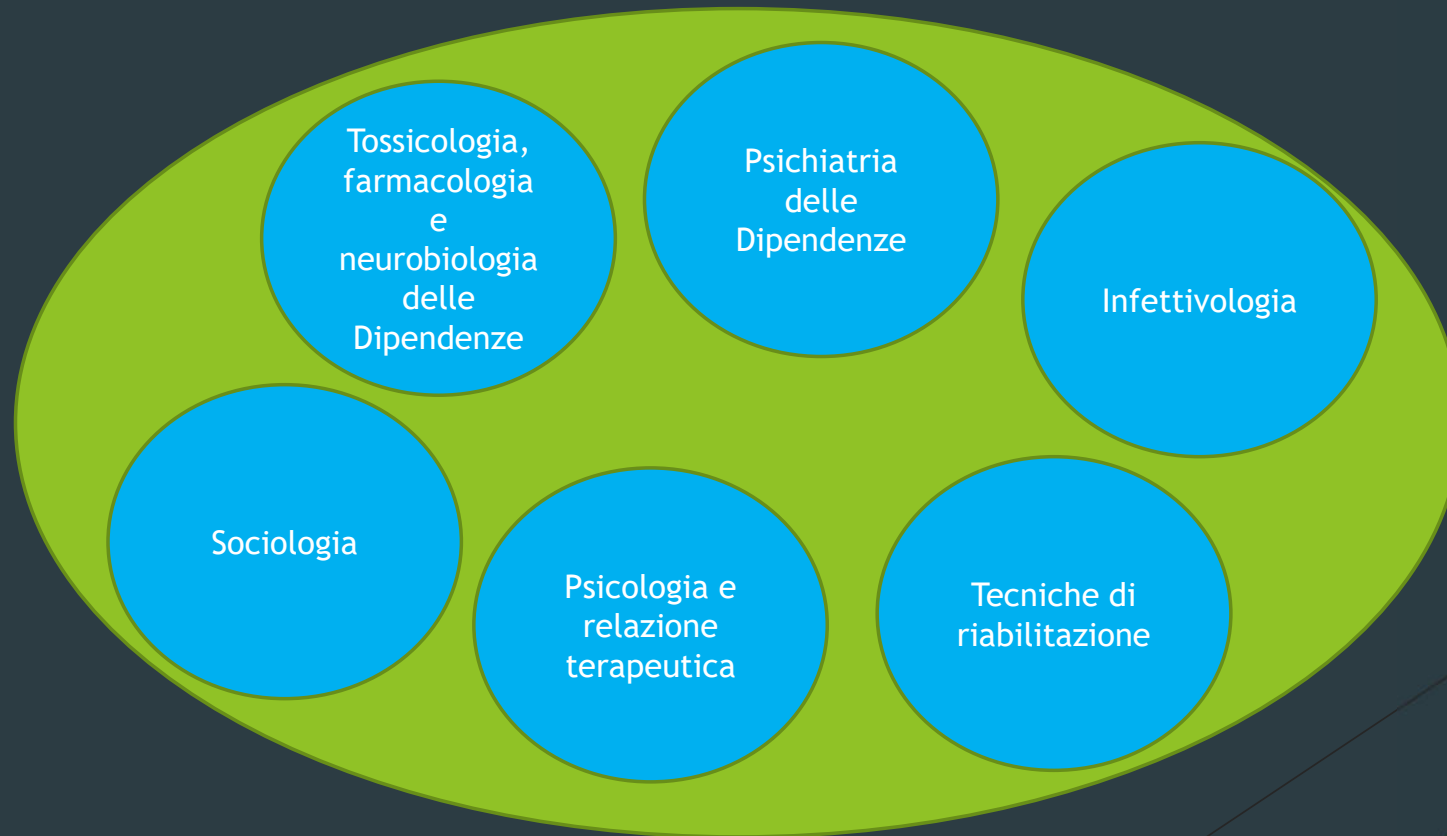 Tossicologia,
farmacologia
e
neurobiologia
delle
Dipendenze
Psichiatria
delle
Dipendenze
Infettivologia
Sociologia
Psicologia e
relazione
terapeutica
Tecniche di
riabilitazione